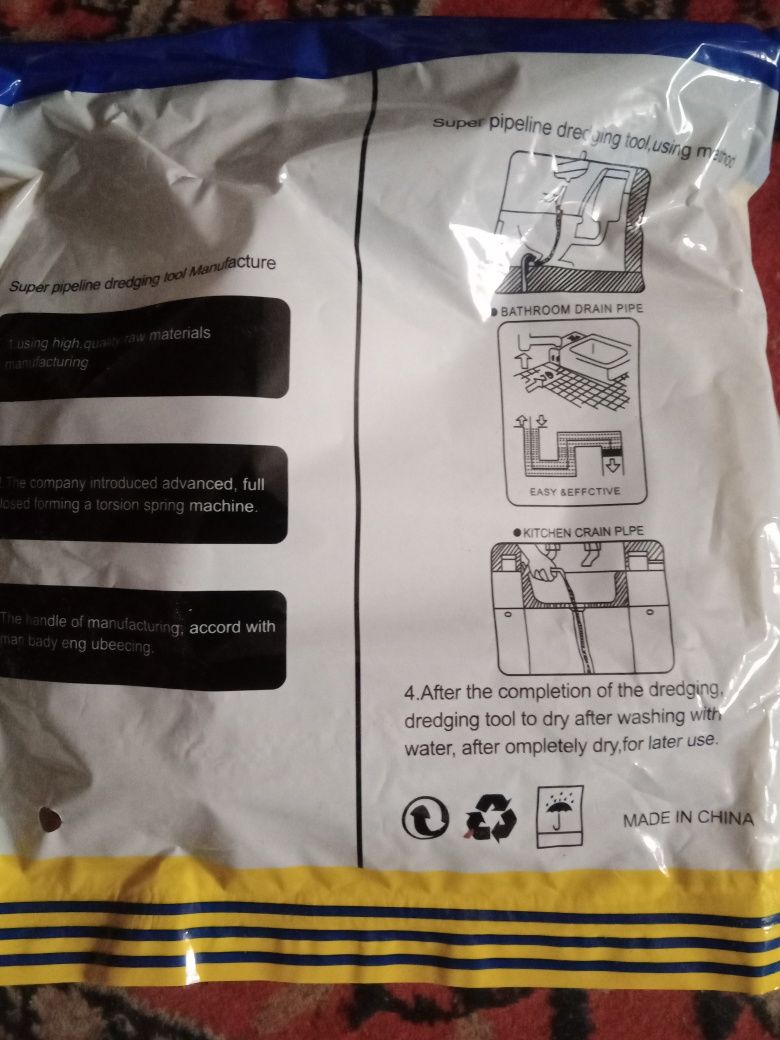 Super pipeline dredging tool Manufacture
1.using high.quality raw materials
manufacturing
.The company introduced advanced, full
losed forming a torsion spring machine.
The handle of manufacturing, accord with
man bady eng ubeecing.
Super pipeline dredging tool,using method
BATHROOM DRAIN PIPE
EASY &EFFCTIVE
KITCHEN CRAIN PLPE
4.After the completion of the dredging,
dredging tool to dry after washing with
water, after ompletely dry,for later use.
MADE IN CHINA